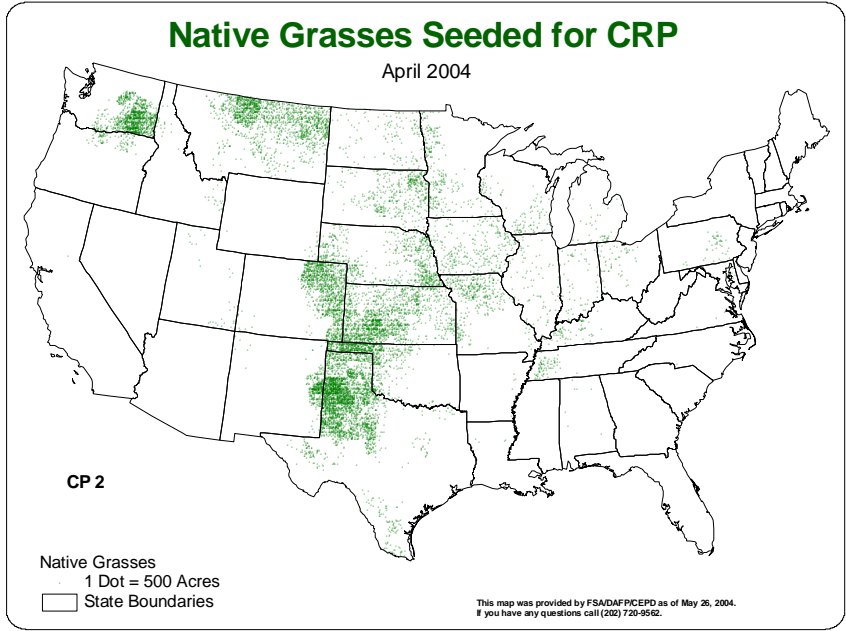 Native Grasses Seeded for CRP
April 2004
CP 2
Native Grasses
1 Dot = 500 Acres
State Boundaries
This map was provided by FSA/DAFP/CEPD as of May 26, 2004.
If you have any questions call (202) 720-9562.